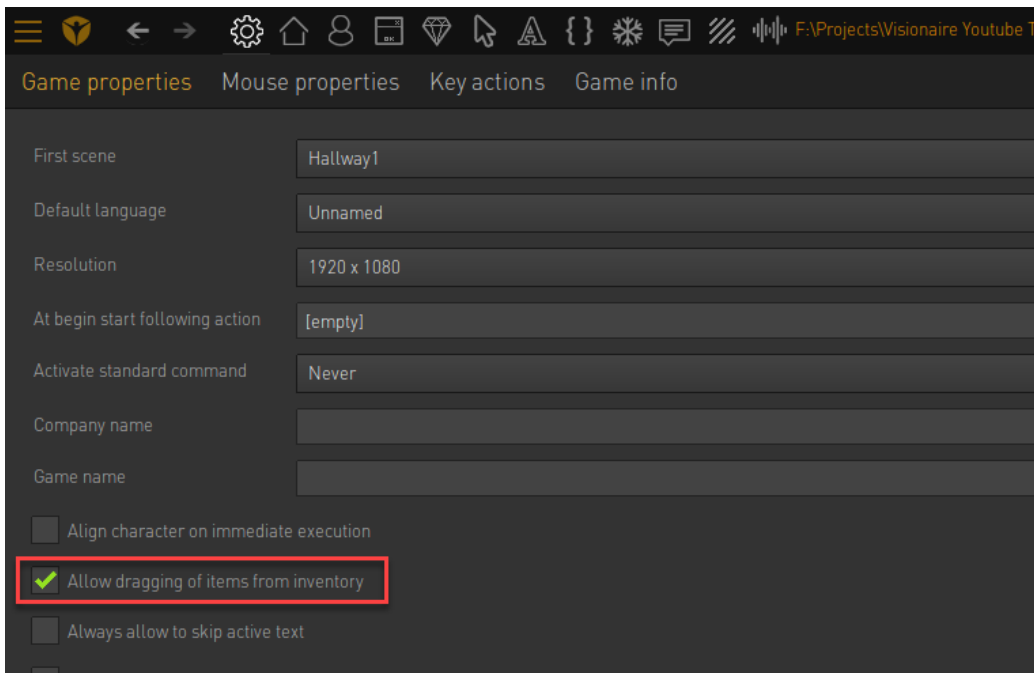 F:\Projects\Visionaire Youtube
Game properties Mouse properties Key actions Game info
First scene Hallway1
Default language Unnamed
Resolution 1920 x 1080
At begin start following action [empty]
Activate standard command Never
Company name
Game name
Align character on immediate execution
Allow dragging of items from inventory
Always allow to skip active text